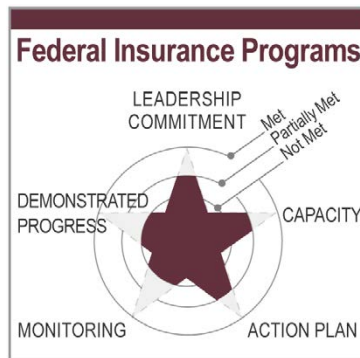 Federal Insurance Programs
LEADERSHIP
COMMITMENT
Met
Partially Met
Not Met
DEMONSTRATED
PROGRESS
CAPACITY
MONITORING
ACTION PLAN